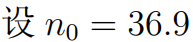 设 $n_0 = 36.9$